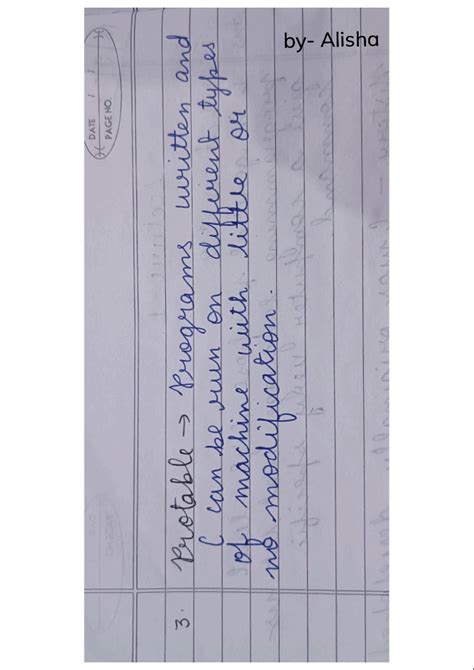 by- Alisha
DATE / /
PAGE NO.
3. Protable → Programs written and
C can be run on different types
of machine with little or
no modification.